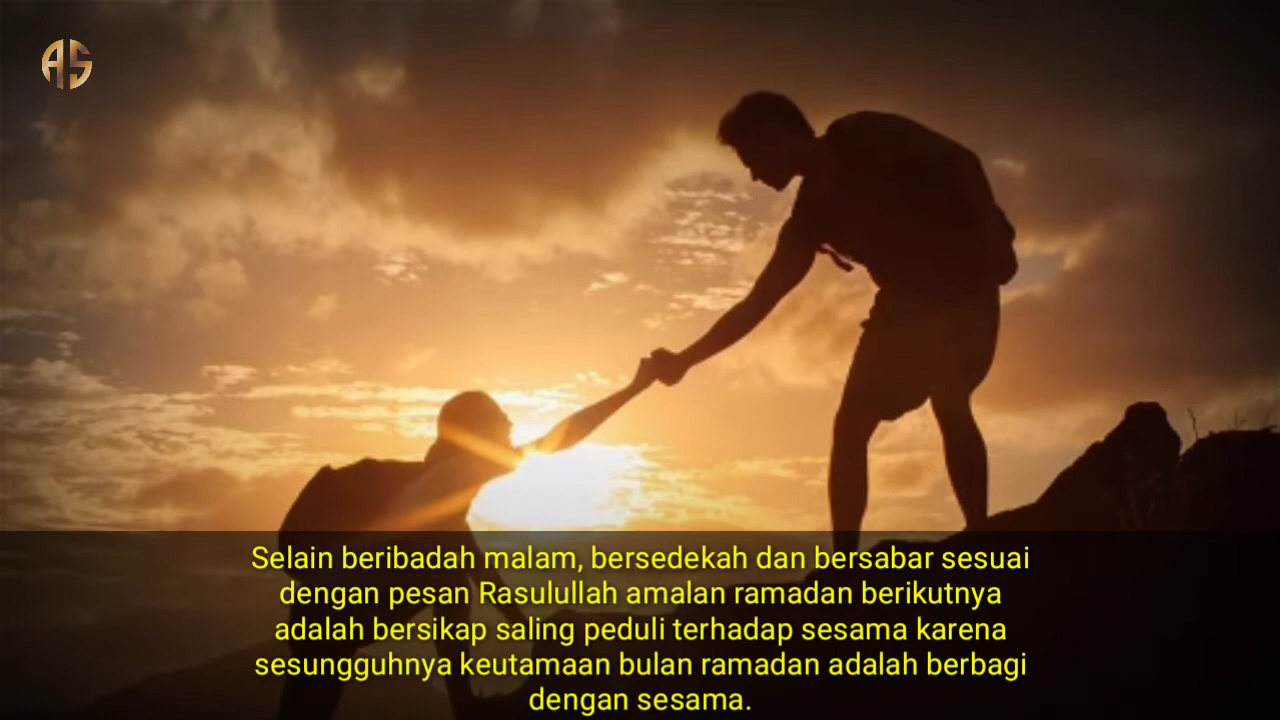 AS
Selain beribadah malam, bersedekah dan bersabar sesuai
dengan pesan Rasulullah amalan ramadan berikutnya
adalah bersikap saling peduli terhadap sesama karena
sesungguhnya keutamaan bulan ramadan adalah berbagi
dengan sesama.